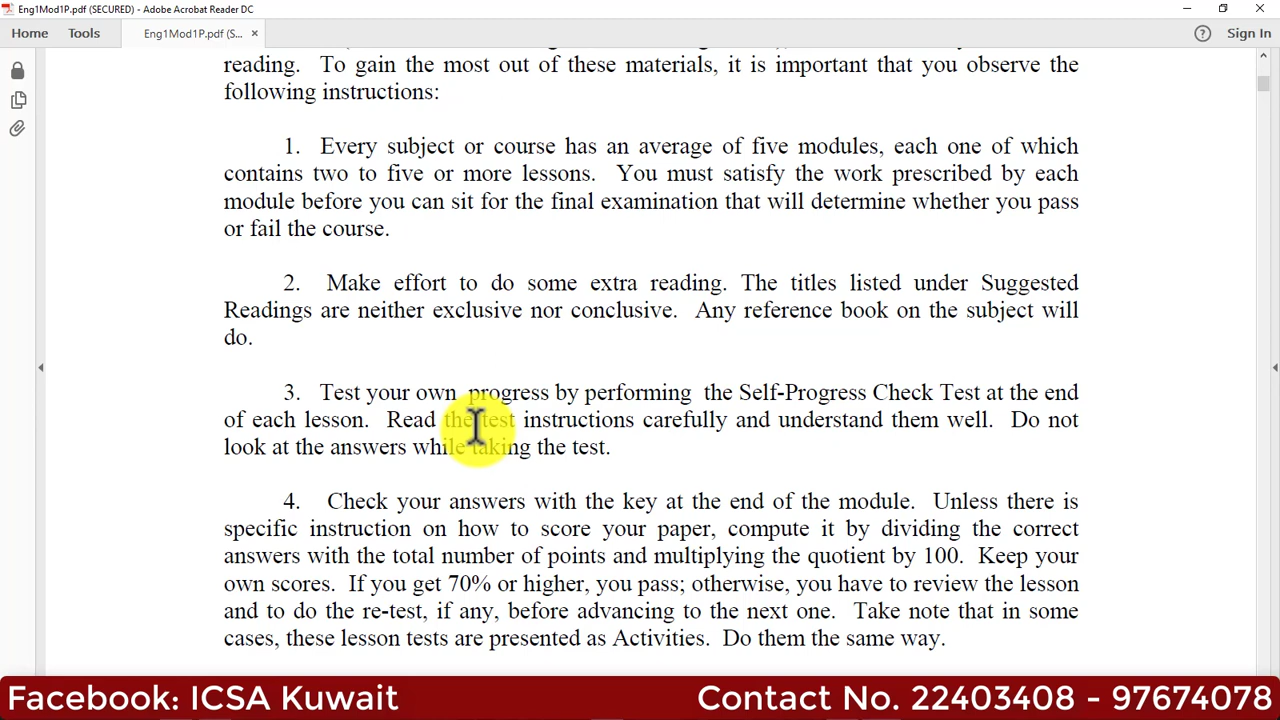 Eng1Mod1P.pdf (SECURED) - Adobe Acrobat Reader DC
Home Tools Eng1Mod1P.pdf (S... × Sign In
reading. To gain the most out of these materials, it is important that you observe the
following instructions:
1. Every subject or course has an average of five modules, each one of which
contains two to five or more lessons. You must satisfy the work prescribed by each
module before you can sit for the final examination that will determine whether you pass
or fail the course.
2. Make effort to do some extra reading. The titles listed under Suggested
Readings are neither exclusive nor conclusive. Any reference book on the subject will
do.
3. Test your own progress by performing the Self-Progress Check Test at the end
of each lesson. Read the test instructions carefully and understand them well. Do not
look at the answers while taking the test.
4. Check your answers with the key at the end of the module. Unless there is
specific instruction on how to score your paper, compute it by dividing the correct
answers with the total number of points and multiplying the quotient by 100. Keep your
own scores. If you get 70% or higher, you pass; otherwise, you have to review the lesson
and to do the re-test, if any, before advancing to the next one. Take note that in some
cases, these lesson tests are presented as Activities. Do them the same way.
Facebook: ICSA Kuwait Contact No. 22403408 - 97674078